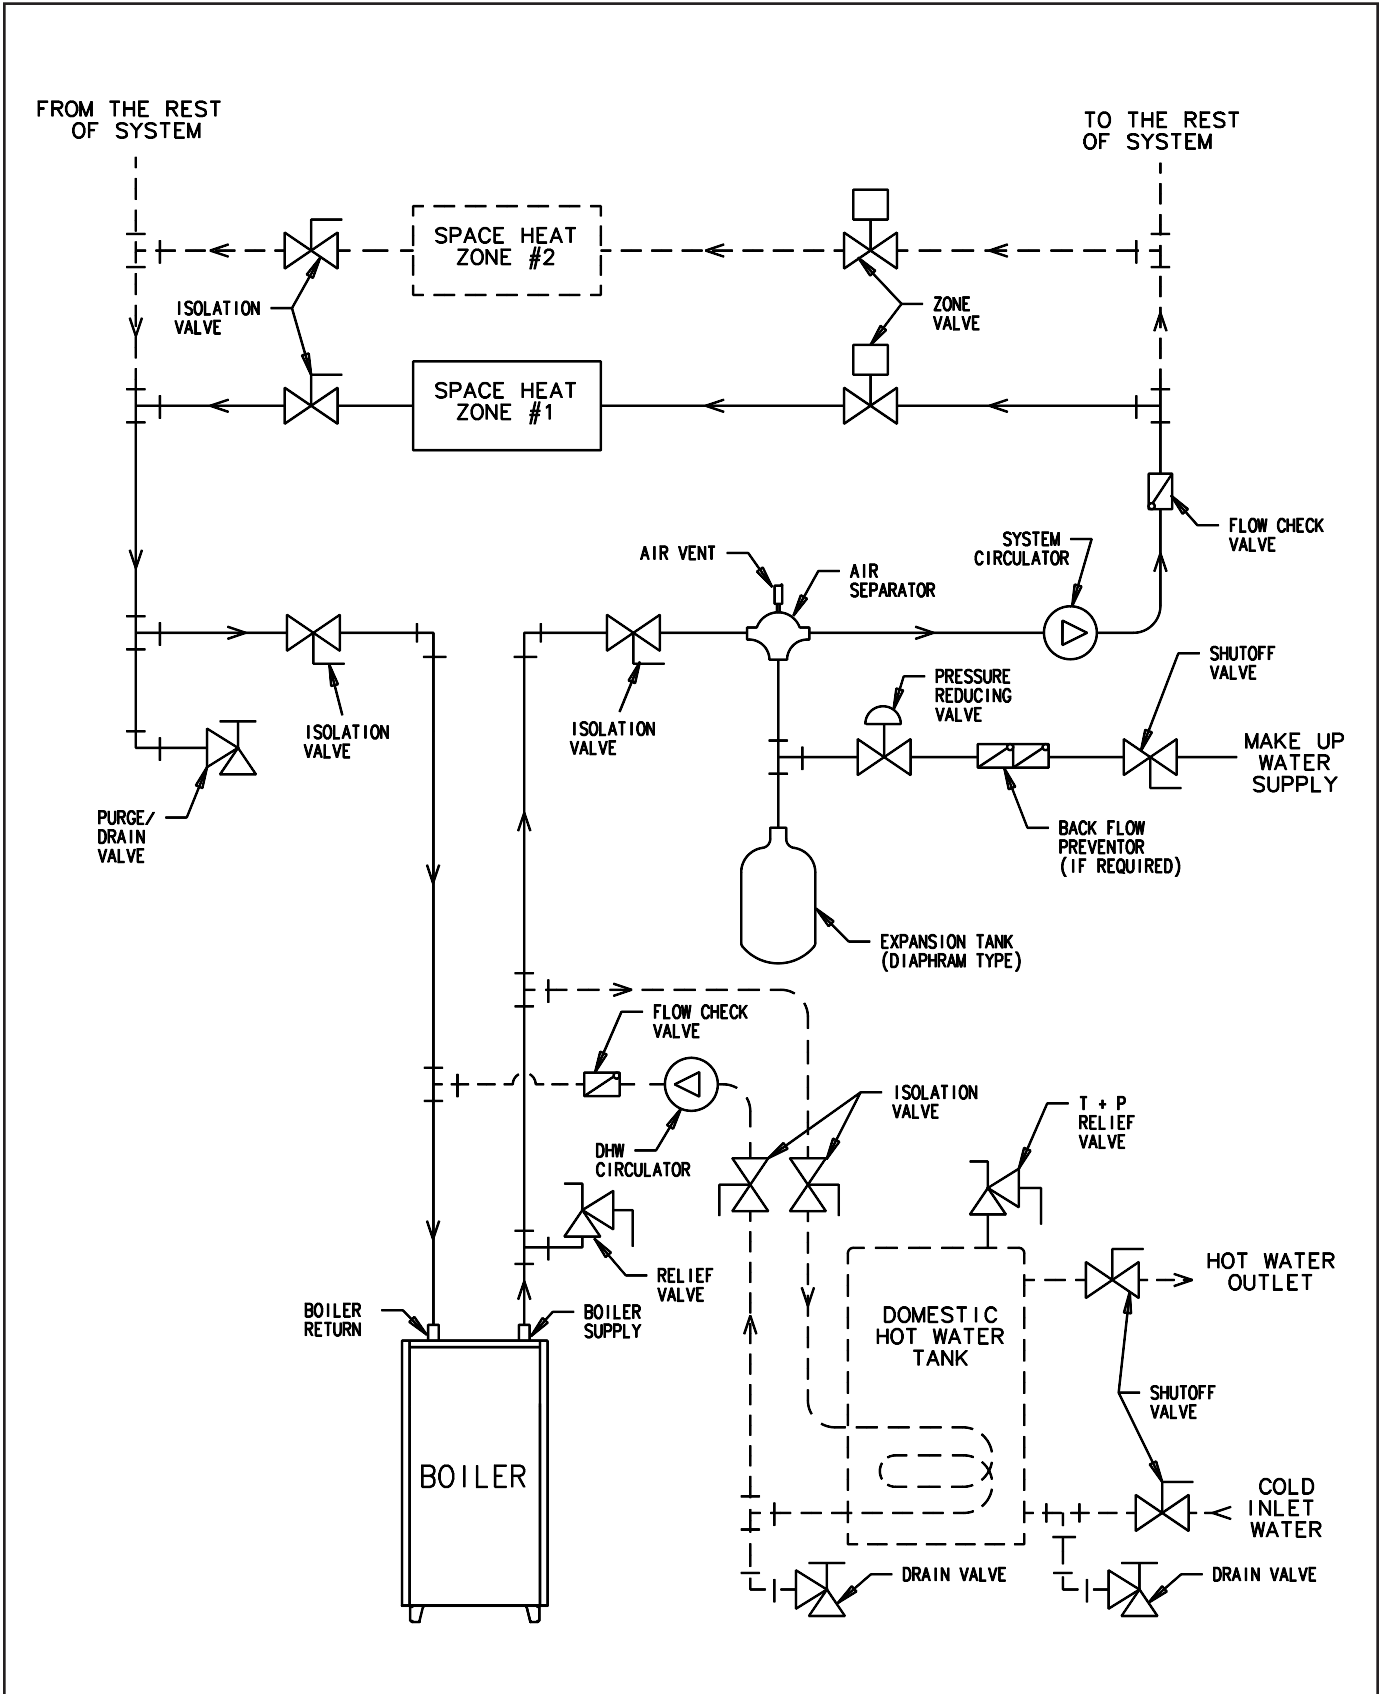 FROM THE REST
OF SYSTEM
TO THE REST
OF SYSTEM
SPACE HEAT
ZONE #2
ISOLATION
VALVE
ZONE
VALVE
SPACE HEAT
ZONE #1
FLOW CHECK
VALVE
SYSTEM
CIRCULATOR
AIR VENT
AIR
SEPARATOR
SHUTOFF
VALVE
PRESSURE
REDUCING
VALVE
ISOLATION
VALVE
ISOLATION
VALVE
MAKE UP
WATER
SUPPLY
PURGE/
DRAIN
VALVE
BACK FLOW
PREVENTOR
(IF REQUIRED)
EXPANSION TANK
(DIAPHRAM TYPE)
FLOW CHECK
VALVE
ISOLATION
VALVE
T + P
RELIEF
VALVE
DHW
CIRCULATOR
RELIEF
VALVE
HOT WATER
OUTLET
BOILER
RETURN
BOILER
SUPPLY
DOMESTIC
HOT WATER
TANK
SHUTOFF
VALVE
BOILER
COLD
INLET
WATER
DRAIN VALVE
DRAIN VALVE